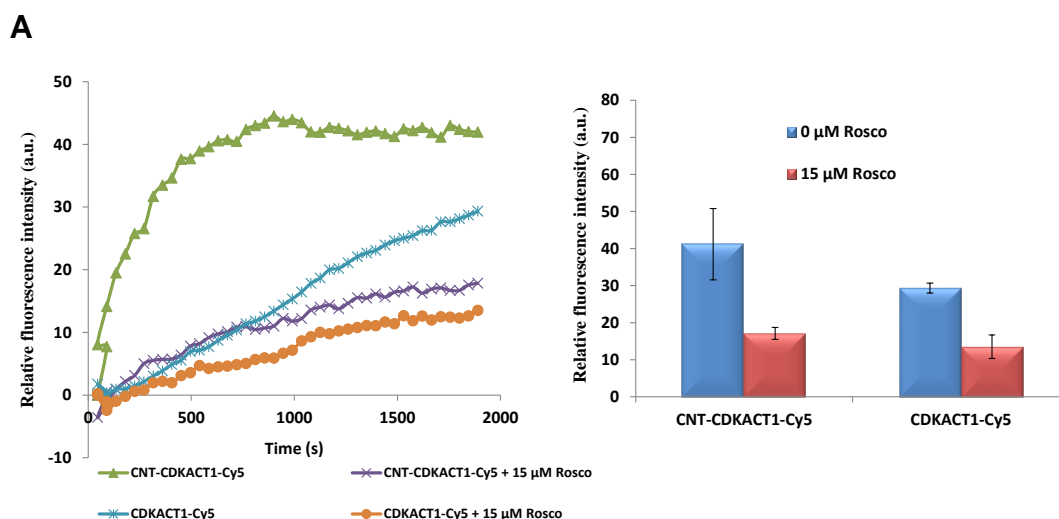 A
Relative fluorescence intensity (a.u.)
50
40
30
20
10
0
-10
0
500
1000
1500
2000
Time (s)
CNT-CDKACT1-Cy5
CNT-CDKACT1-Cy5 + 15 µM Rosco
CDKACT1-Cy5
CDKACT1-Cy5 + 15 µM Rosco
Relative fluorescence intensity (a.u.)
80
70
60
50
40
30
20
10
0
0 µM Rosco
15 µM Rosco
CNT-CDKACT1-Cy5
CDKACT1-Cy5